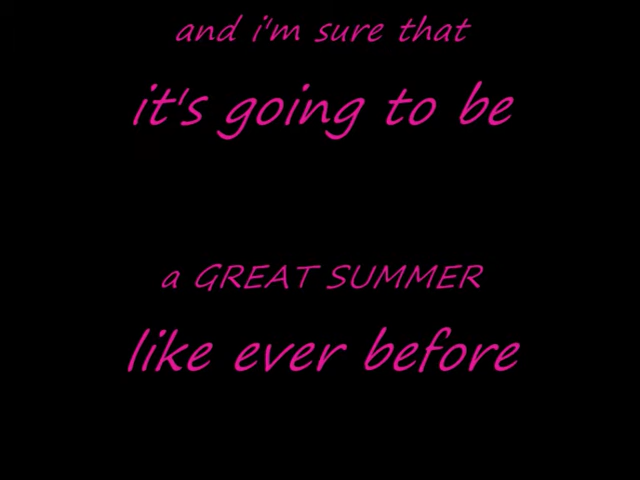 and i'm sure that
it's going to be
a GREAT SUMMER
like ever before